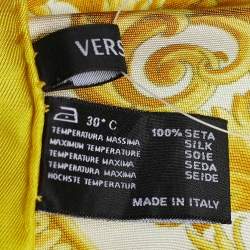 VERS
30° C
TEMPERATURA MASSIMA
MAXIMUM TEMPERATURE
TEMPERATURE MAXIMA
TEMPERATURA MAXIMA
HÖCHSTE TEMPERATUR
100% SETA
SILK
SOIE
SEDA
SEIDE
MADE IN ITALY